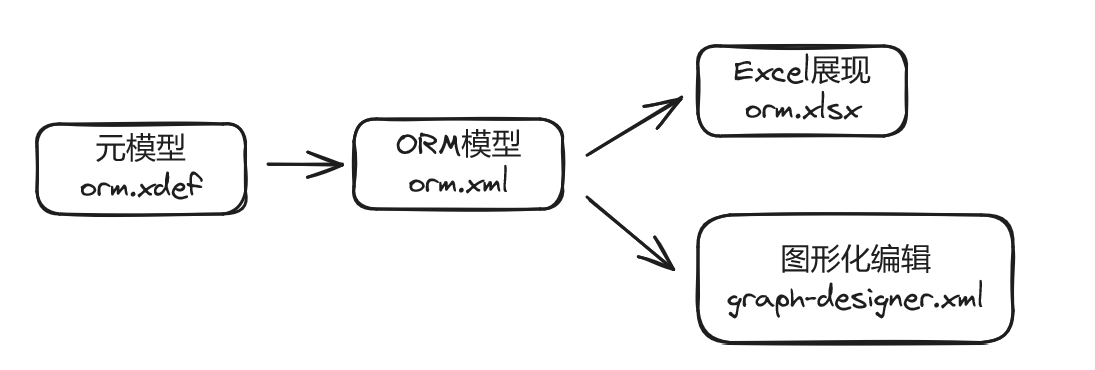 元模型
orm.xdef
ORM模型
orm.xml
Excel展现
orm.xlsx
图形化编辑
graph-designer.xml